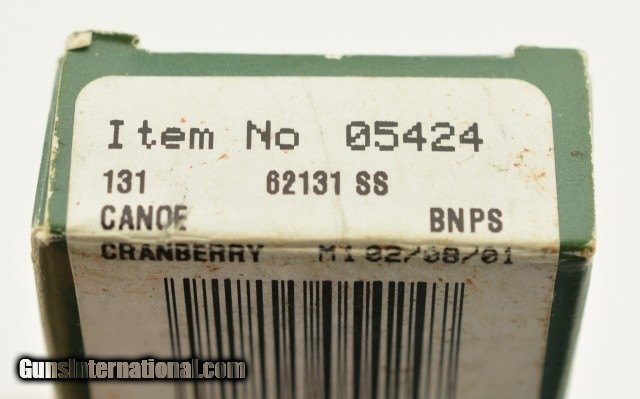 Item No 05424
131 62131 SS
CANOE BNPS
CRANBERRY M1 02/08/01
GunsInternational.com